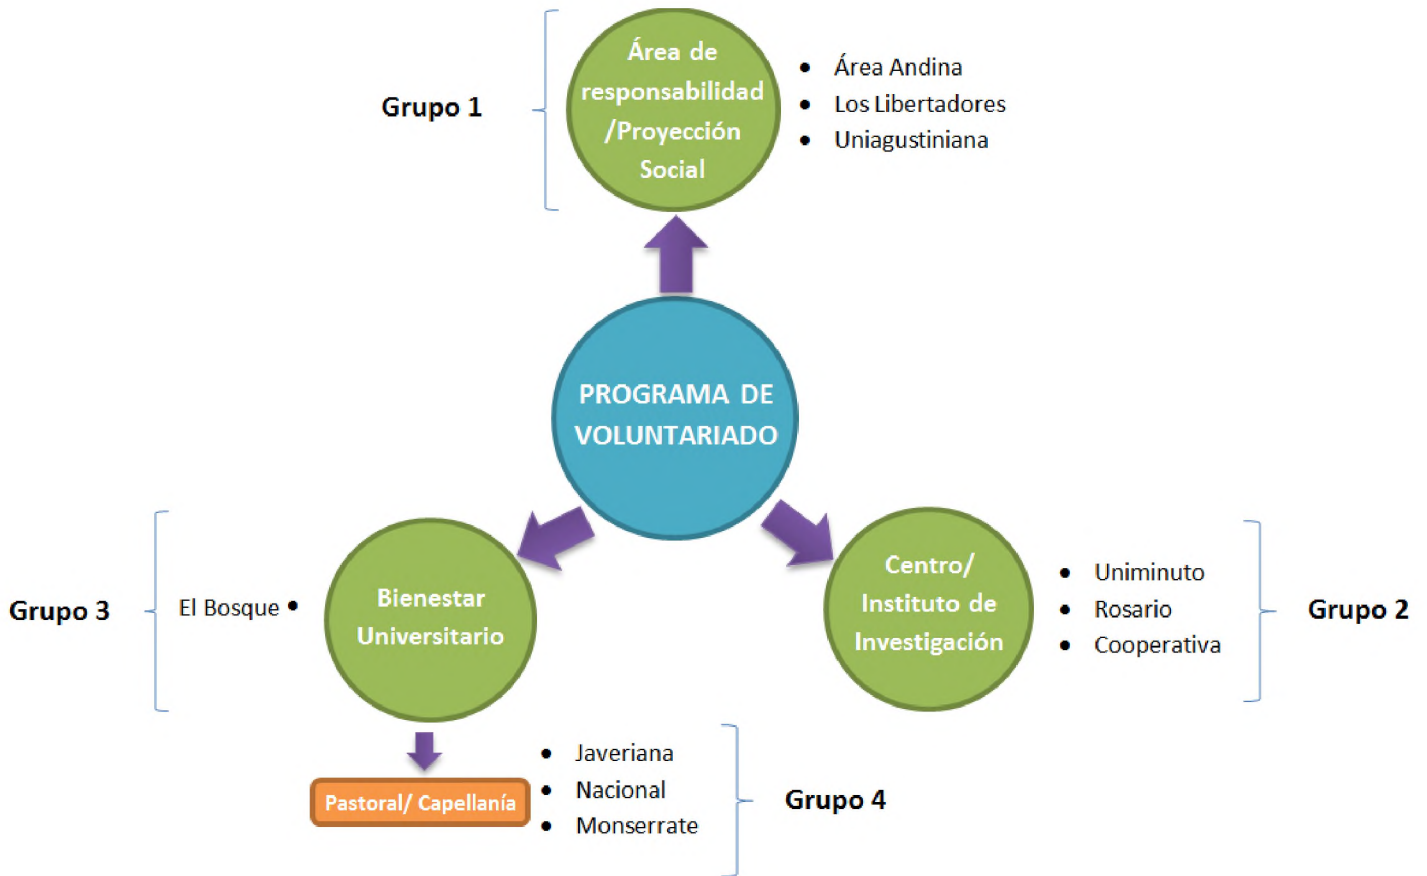 Grupo 1
Área de
responsabilidad
/Proyección
Social
• Área Andina
• Los Libertadores
• Uniagustiniana
PROGRAMA DE
VOLUNTARIADO
Grupo 3
El Bosque •
Bienestar
Universitario
Centro/
Instituto de
Investigación
• Uniminuto
• Rosario
• Cooperativa
Grupo 2
Pastoral/ Capellanía
• Javeriana
• Nacional
• Monserrate
Grupo 4